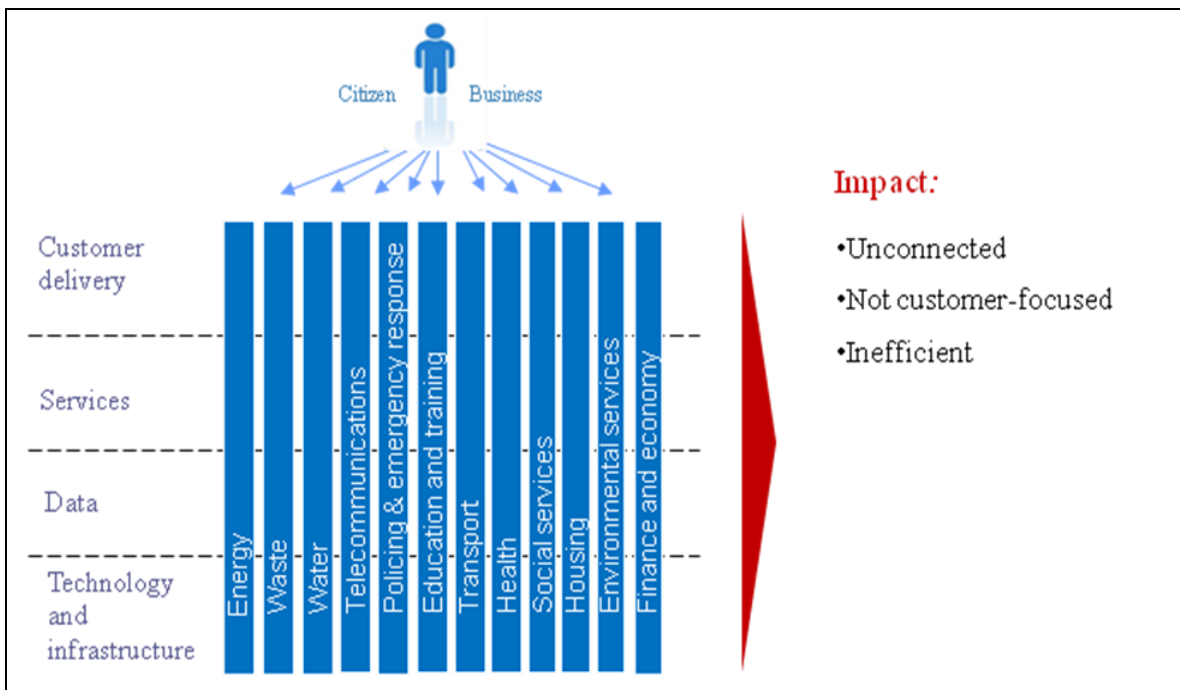 Citizen
Business
Impact:
•Unconnected
•Not customer-focused
•Inefficient
Customer
delivery
Services
Data
Technology
and
infrastructure
Energy
Waste
Water
Telecommunications
Policing & emergency response
Education and training
Transport
Health
Social services
Housing
Environmental services
Finance and economy